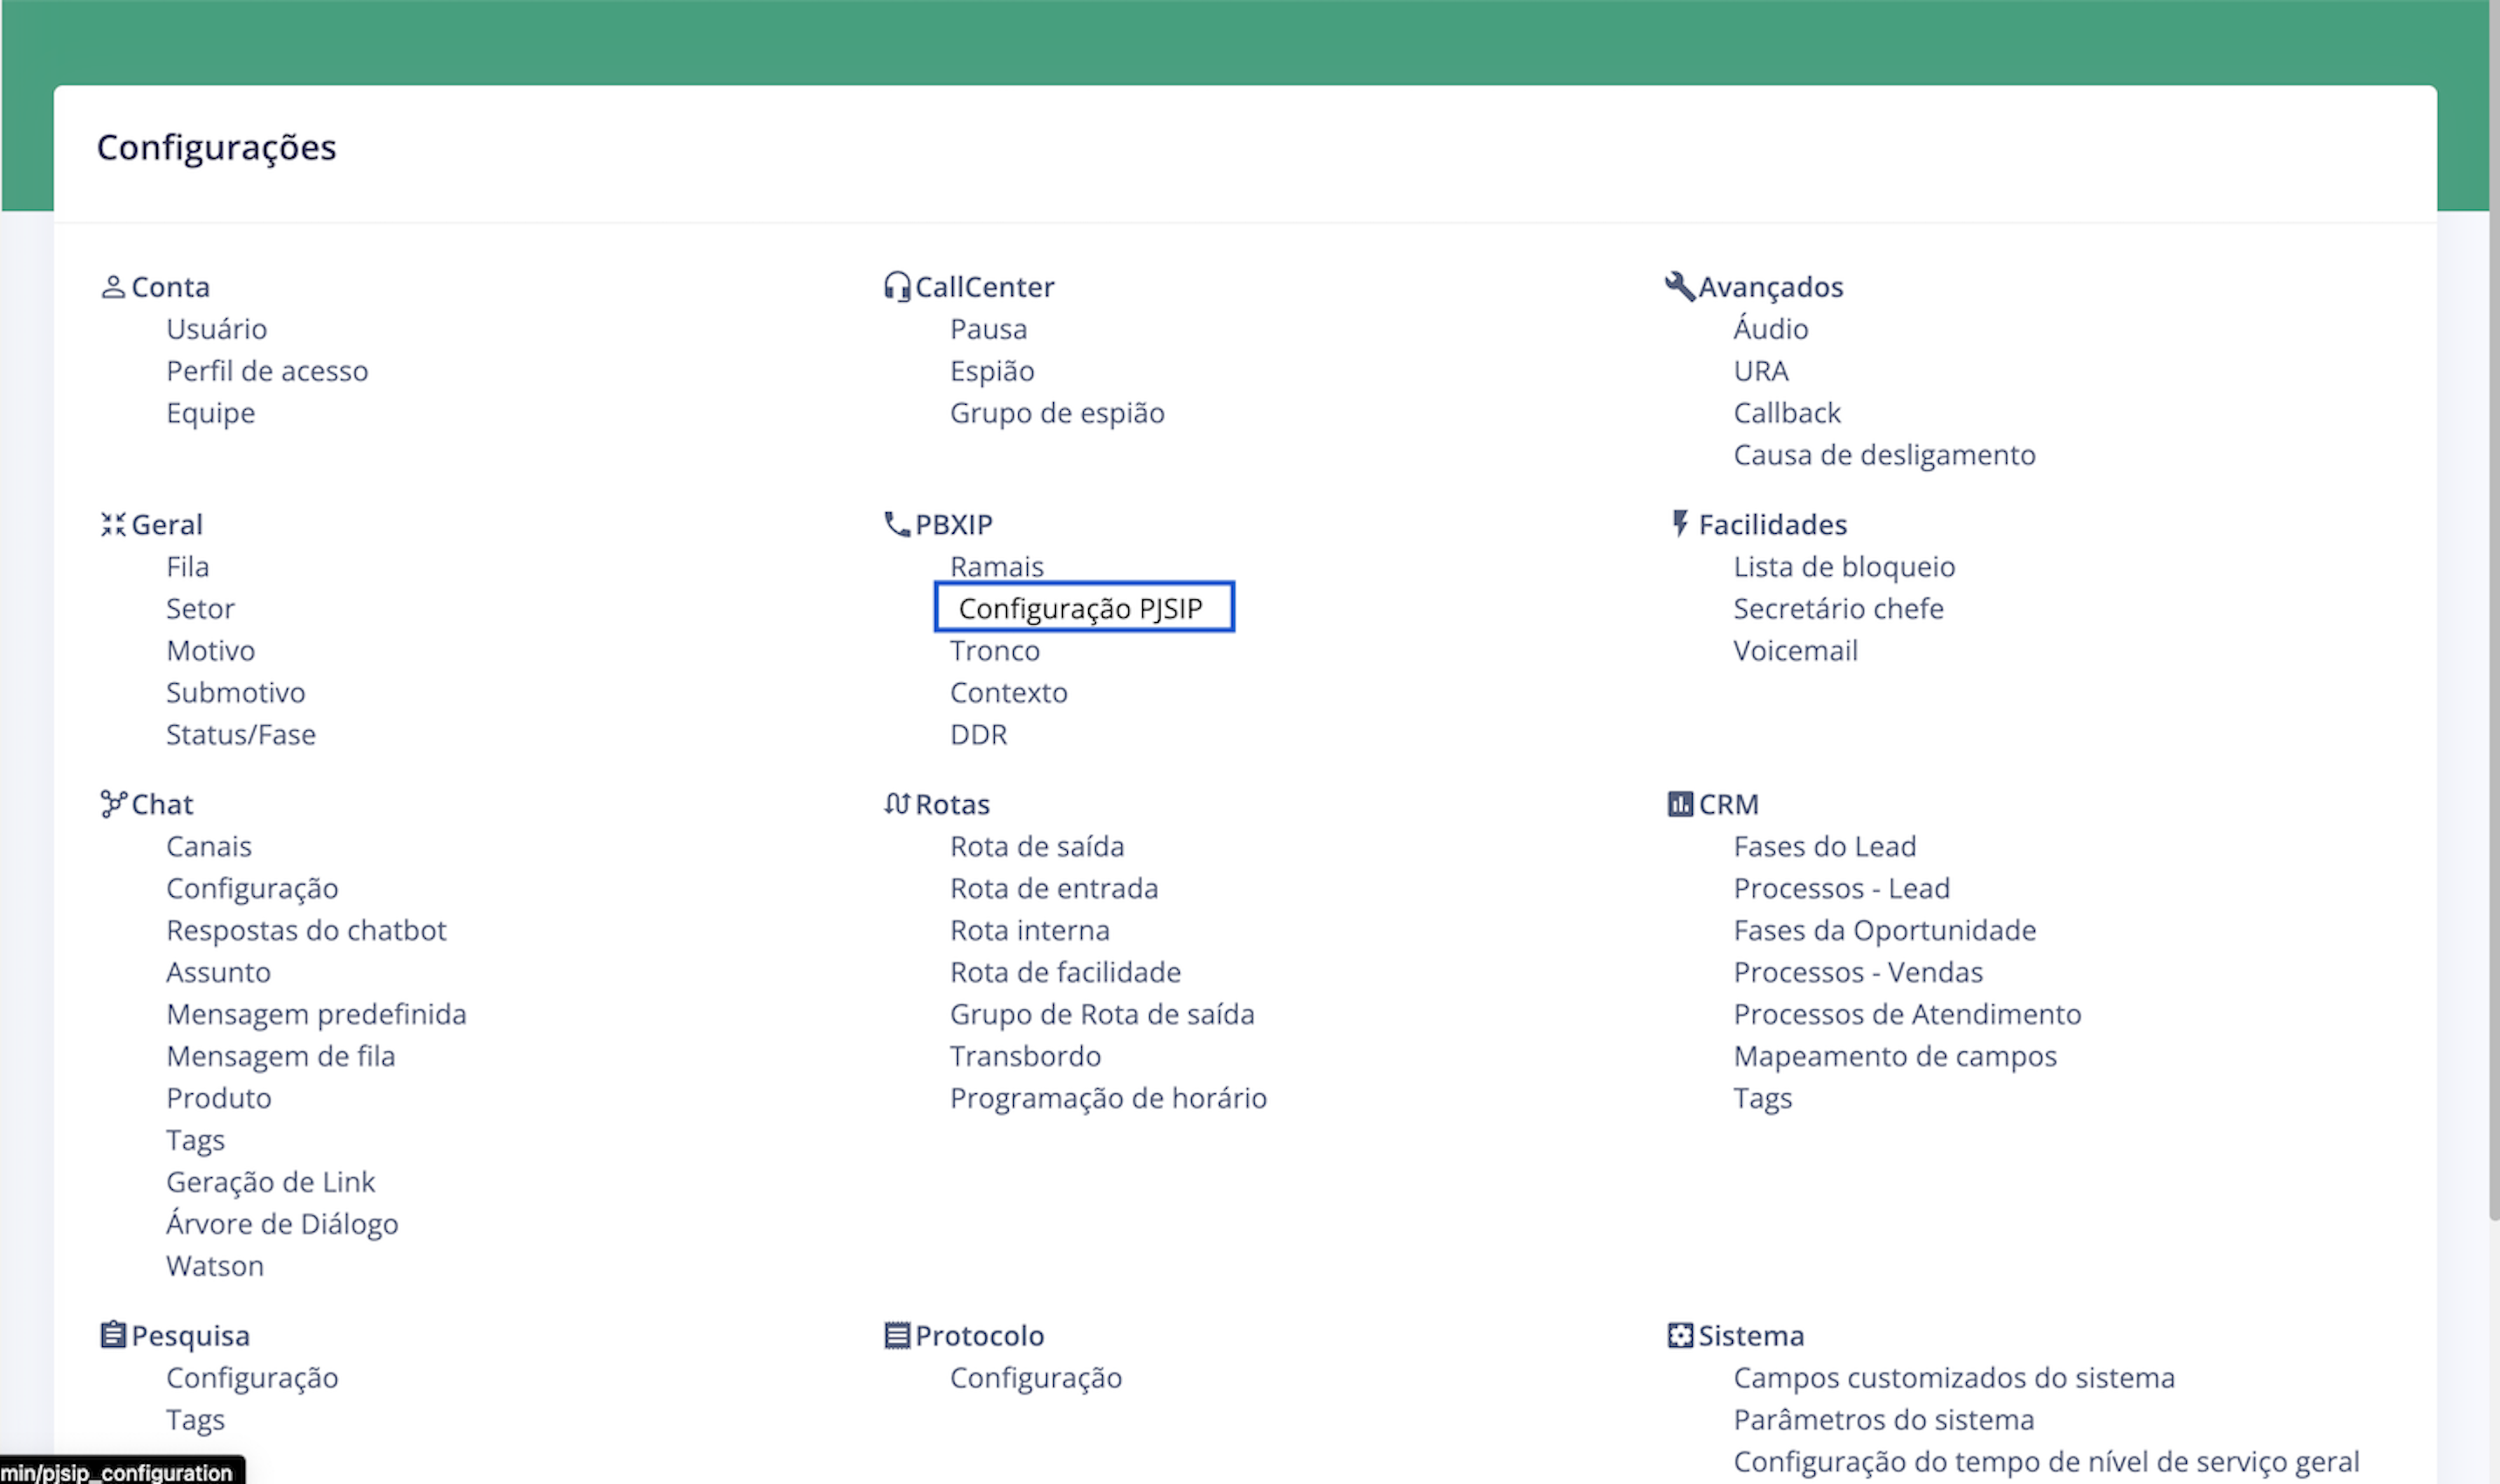 Configurações
Conta
Usuário
Perfil de acesso
Equipe
CallCenter
Pausa
Espião
Grupo de espião
Avançados
Áudio
URA
Callback
Causa de desligamento
Geral
Fila
Setor
Motivo
Submotivo
Status/Fase
PBXIP
Ramais
Configuração PJSIP
Tronco
Contexto
DDR
Facilidades
Lista de bloqueio
Secretário chefe
Voicemail
Chat
Canais
Configuração
Respostas do chatbot
Assunto
Mensagem predefinida
Mensagem de fila
Produto
Tags
Geração de Link
Árvore de Diálogo
Watson
Rotas
Rota de saída
Rota de entrada
Rota interna
Rota de facilidade
Grupo de Rota de saída
Transbordo
Programação de horário
CRM
Fases do Lead
Processos - Lead
Fases da Oportunidade
Processos - Vendas
Processos de Atendimento
Mapeamento de campos
Tags
Pesquisa
Configuração
Tags
Protocolo
Configuração
Sistema
Campos customizados do sistema
Parâmetros do sistema
Configuração do tempo de nível de serviço geral
min/pjsip_configuration